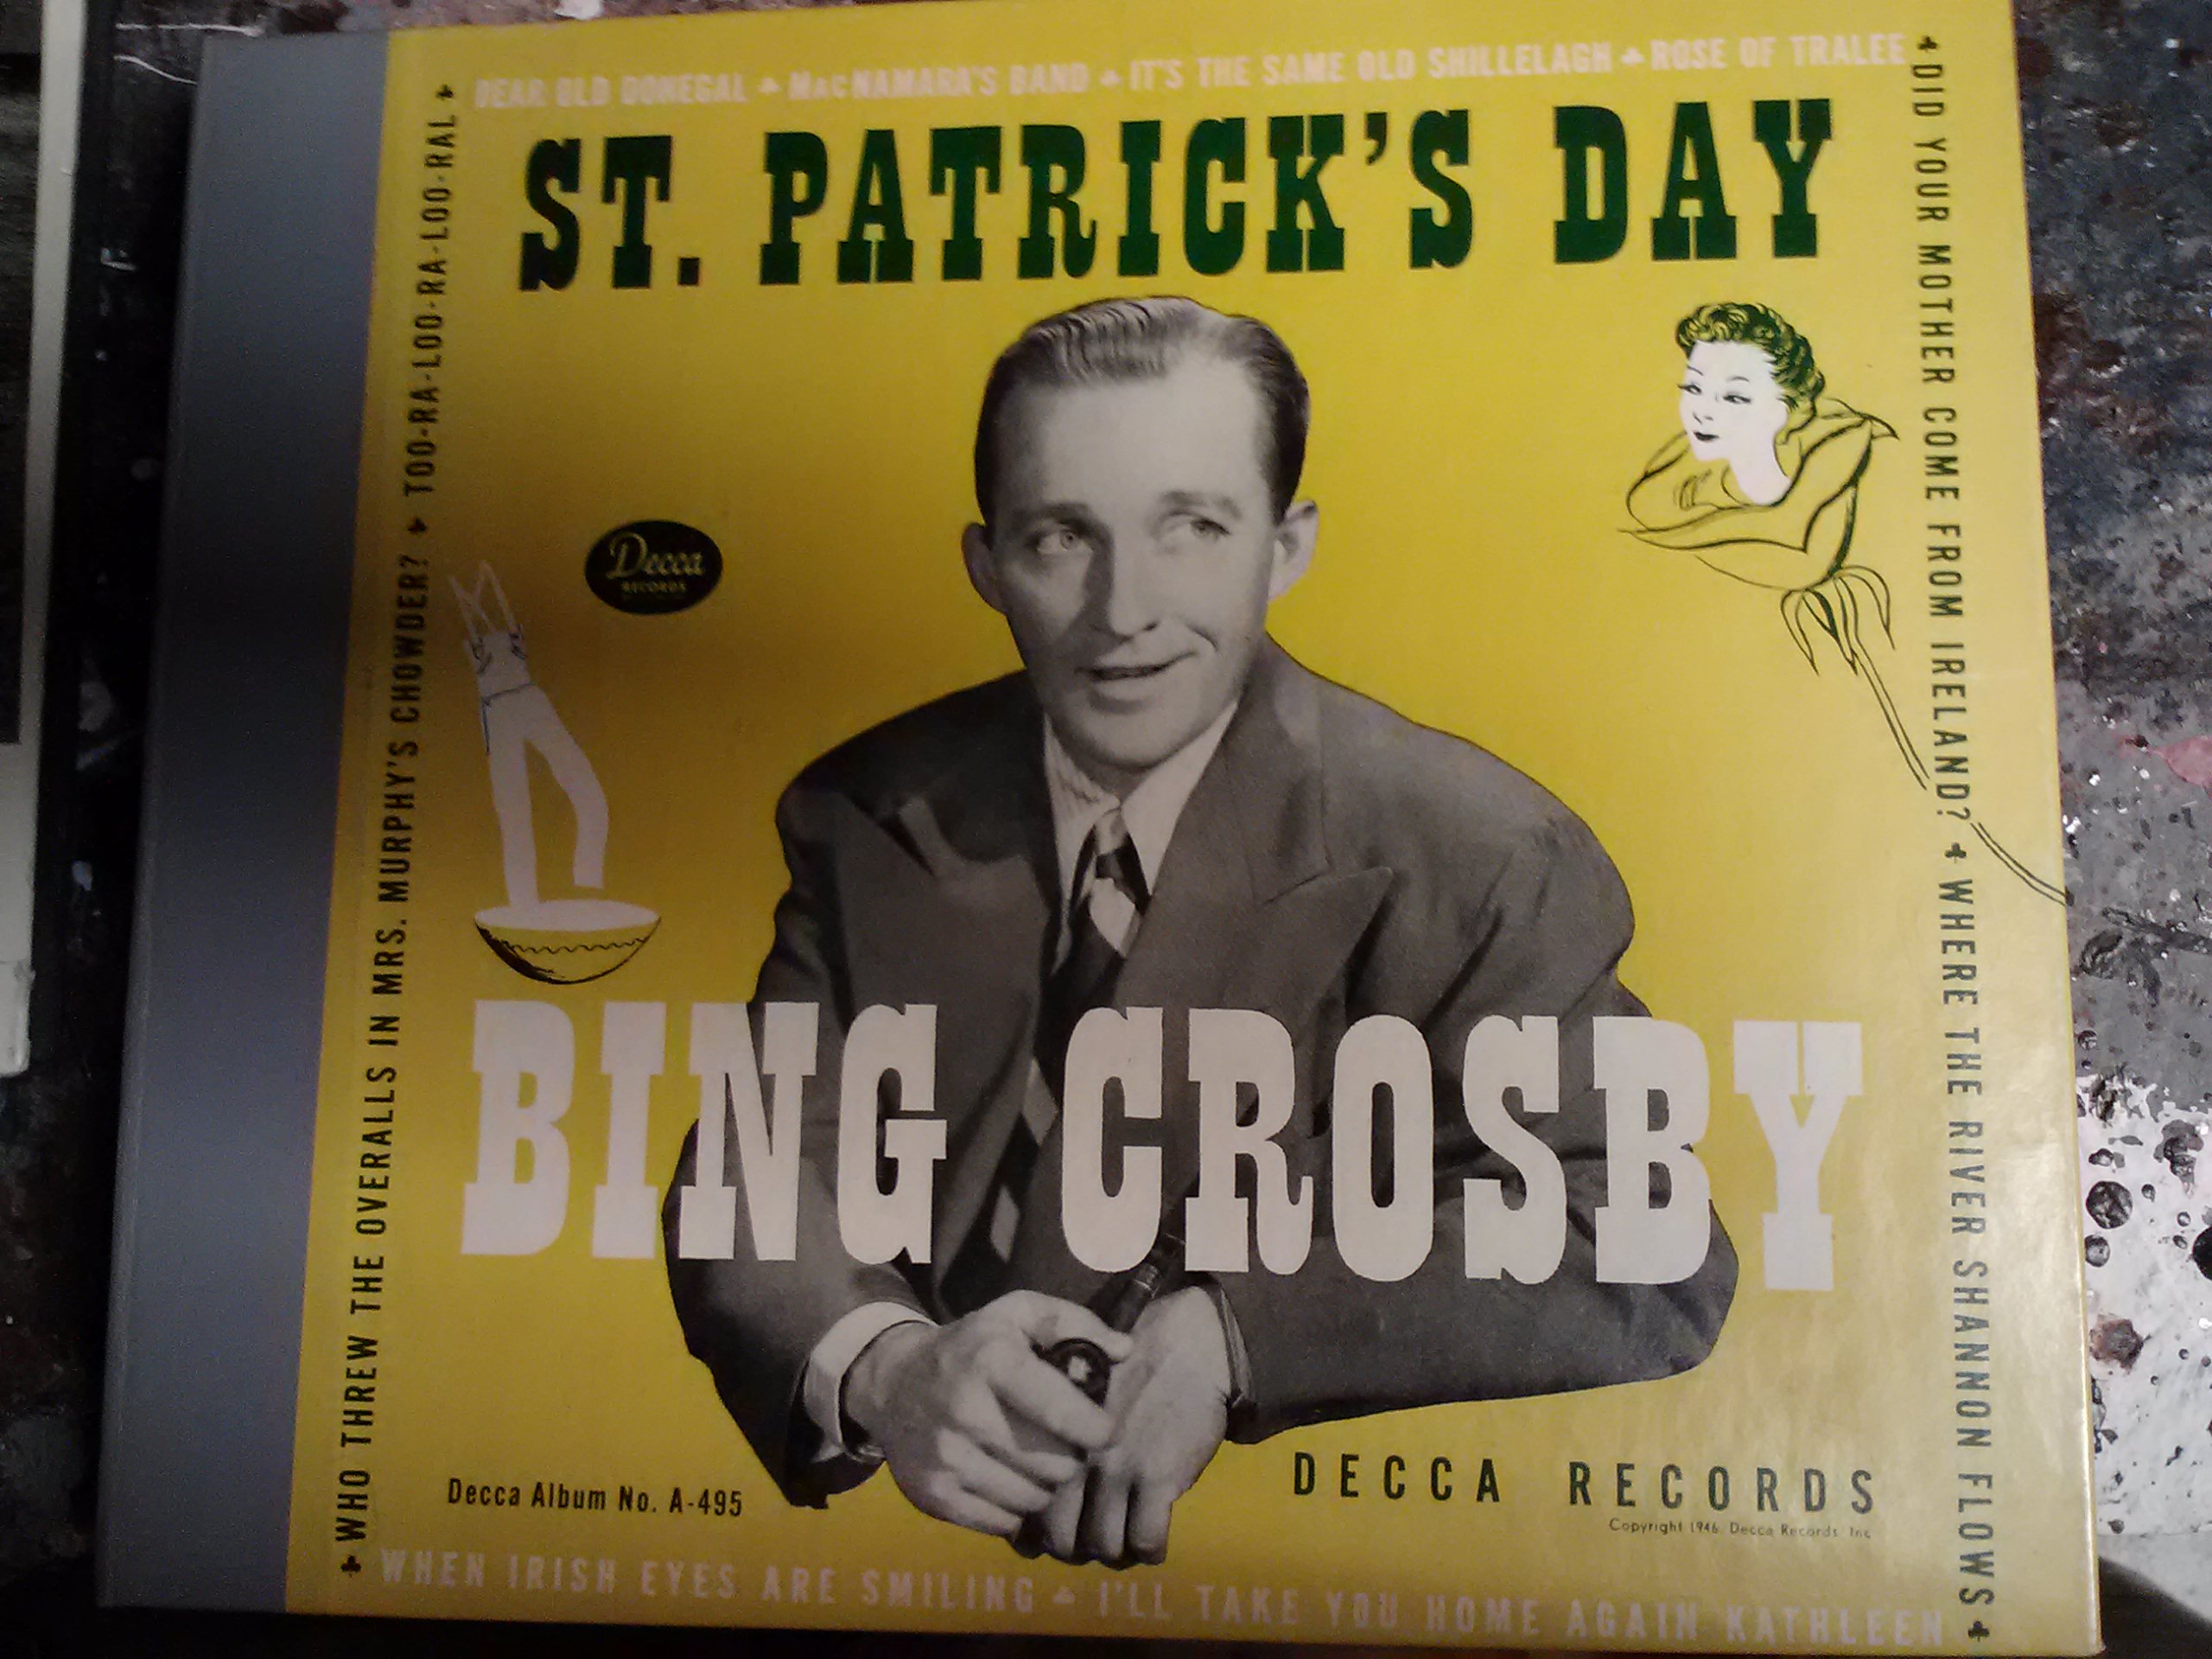 DEAR OLD DONEGAL ♣ MacNAMARA'S BAND ♣ IT'S THE SAME OLD SHILLELAGH ♣ ROSE OF TRALEE
♣ DID YOUR MOTHER COME FROM IRELAND? ♣ WHERE THE RIVER SHANNON FLOWS ♣
♣ WHO THREW THE OVERALLS IN MRS. MURPHY'S CHOWDER? ♣ TOO-RA-LOO-RA-LOO-RAL ♣
ST. PATRICK'S DAY
Decca
RECORDS
BING CROSBY
Decca Album No. A-495
DECCA RECORDS
Copyright 1946 Decca Records Inc
WHEN IRISH EYES ARE SMILING ♣ I'LL TAKE YOU HOME AGAIN KATHLEEN